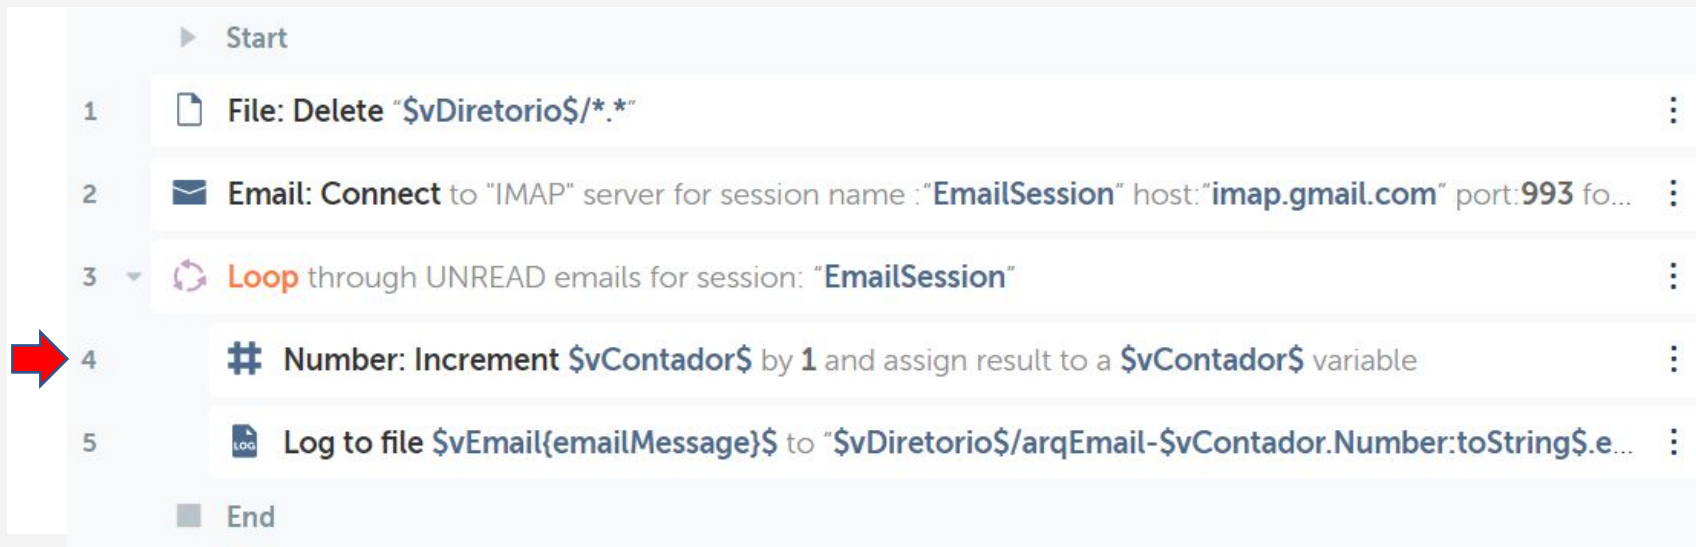 Start
1 File: Delete “$vDiretorio$/*.*”
2 Email: Connect to "IMAP" server for session name :“EmailSession” host:“imap.gmail.com” port:993 fo...
3 Loop through UNREAD emails for session: “EmailSession”
4 Number: Increment $vContador$ by 1 and assign result to a $vContador$ variable
5 LOG Log to file $vEmail{emailMessage}$ to “$vDiretorio$/arqEmail-$vContador.Number:toString$.e...
End